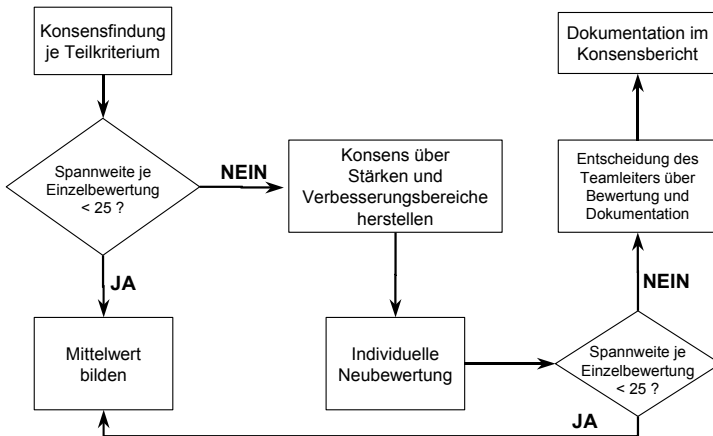 Konsensfindung
je Teilkriterium
Spannweite je
Einzelbewertung
< 25 ?
NEIN
JA
Mittelwert
bilden
Konsens über
Stärken und
Verbesserungsbereiche
herstellen
Individuelle
Neubewertung
Spannweite je
Einzelbewertung
< 25 ?
JA
NEIN
Entscheidung des
Teamleiters über
Bewertung und
Dokumentation
Dokumentation im
Konsensbericht